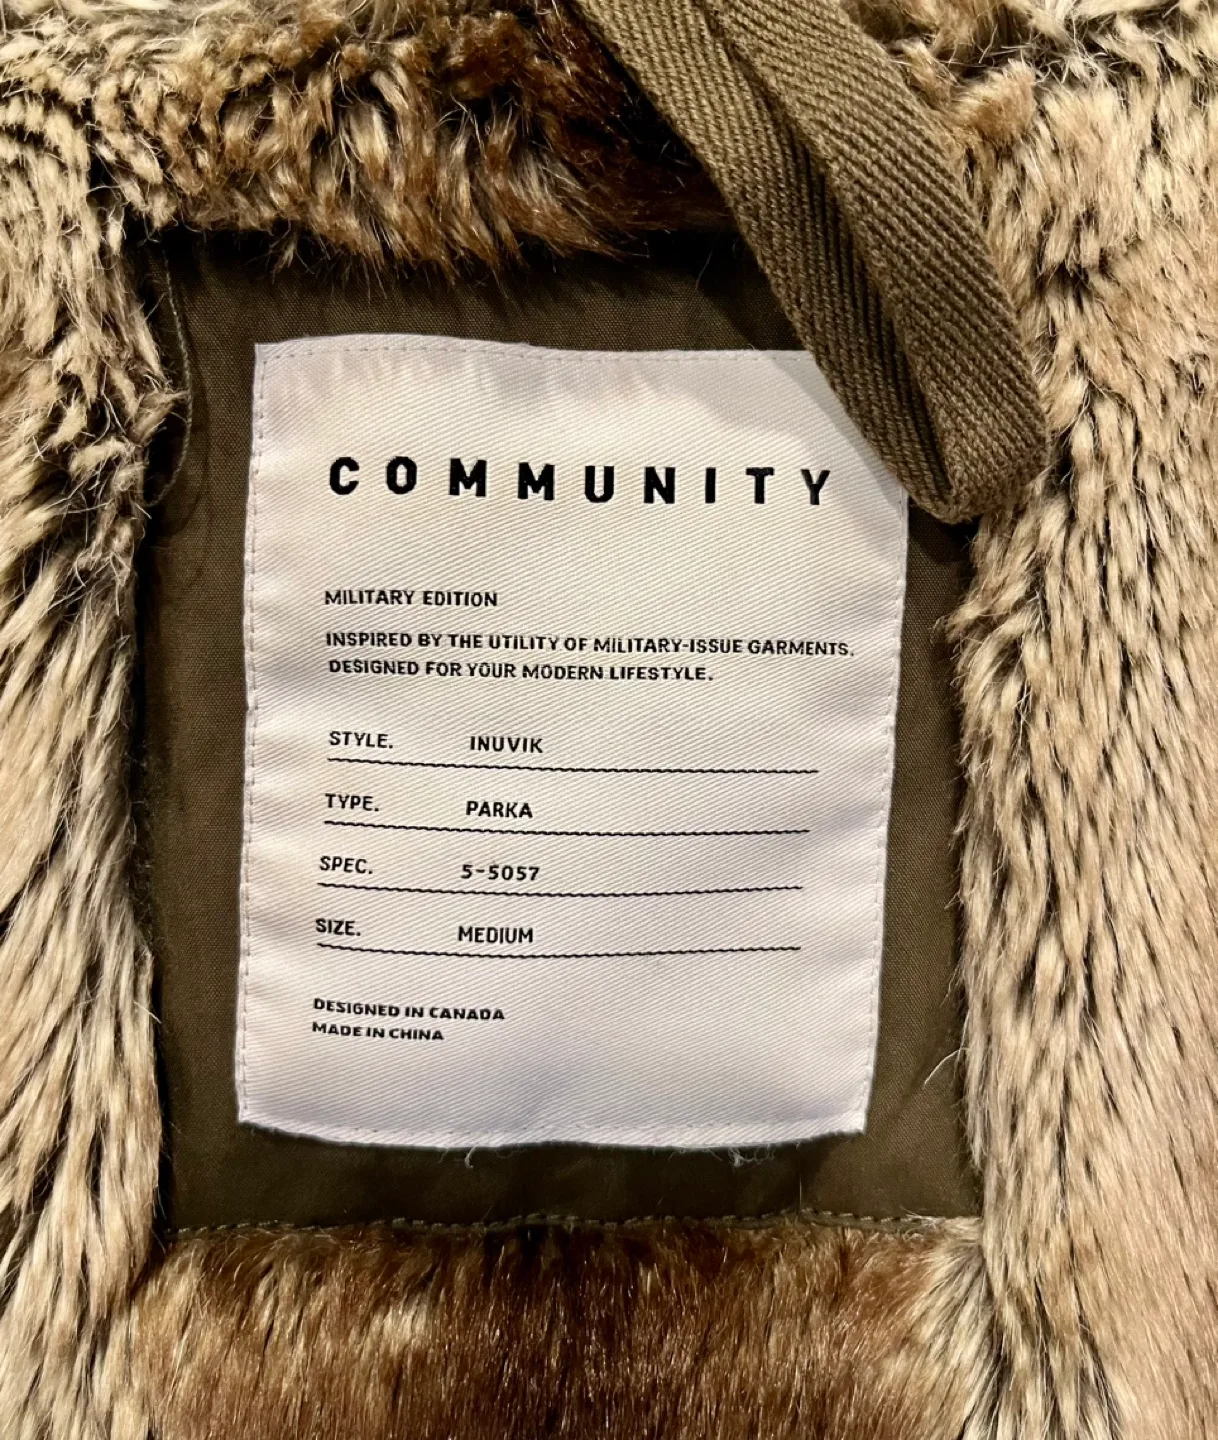 COMMUNITY
MILITARY EDITION
INSPIRED BY THE UTILITY OF MILITARY-ISSUE GARMENTS.
DESIGNED FOR YOUR MODERN LIFESTYLE.
STYLE. INUVIK
TYPE. PARKA
SPEC. 5-5057
SIZE. MEDIUM
DESIGNED IN CANADA
MADE IN CHINA